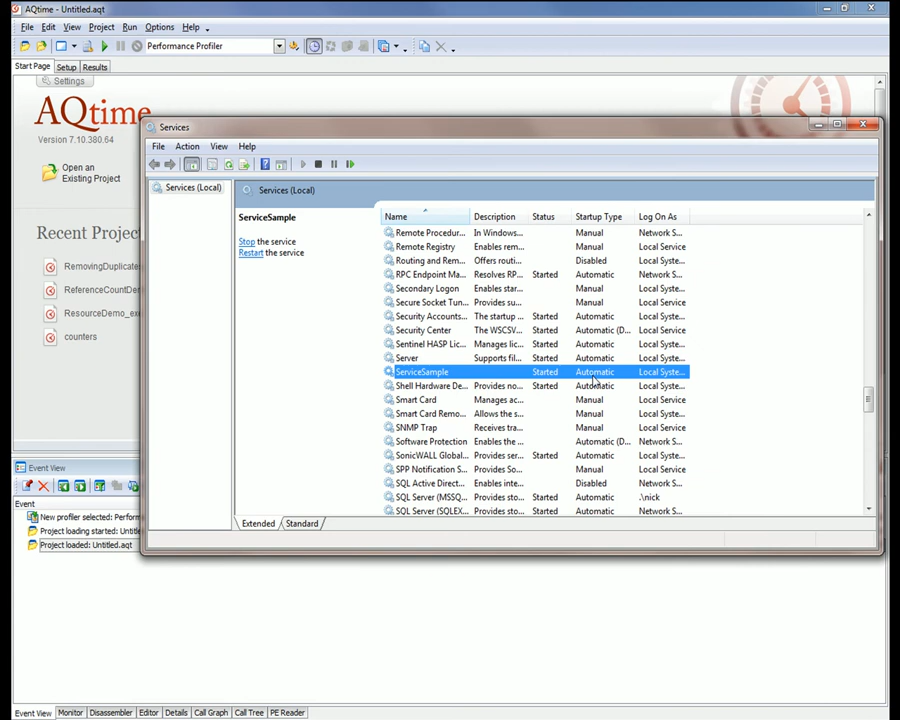 AQtime - Untitled.aqt
File Edit View Project Run Options Help
Performance Profiler
Start Page Setup Results
Settings
AQtime
Version 7.10.380.64
Open an
Existing Project
Recent Projec
RemovingDuplicate
ReferenceCountDem
ResourceDemo_exe
counters
Services
File Action View Help
Services (Local)
Services (Local)
ServiceSample
Stop the service
Restart the service
Name Description Status Startup Type Log On As
Remote Procedur... In Windows... Manual Network S...
Remote Registry Enables rem... Manual Local Service
Routing and Rem... Offers routi... Disabled Local Syste...
RPC Endpoint Ma... Resolves RP... Started Automatic Network S...
Secondary Logon Enables star... Manual Local Syste...
Secure Socket Tun... Provides su... Manual Local Service
Security Accounts... The startup ... Started Automatic Local Syste...
Security Center The WSCSV... Started Automatic (D... Local Service
Sentinel HASP Lic... Manages lic... Started Automatic Local Syste...
Server Supports fil... Started Automatic Local Syste...
ServiceSample Started Automatic Local Syste...
Shell Hardware De... Provides no... Started Automatic Local Syste...
Smart Card Manages ac... Manual Local Service
Smart Card Remo... Allows the s... Manual Local Syste...
SNMP Trap Receives tra... Manual Local Service
Software Protection Enables the ... Automatic (D... Network S...
SonicWALL Global... Provides ser... Started Automatic Local Syste...
SPP Notification S... Provides So... Manual Local Service
SQL Active Direct... Enables inte... Disabled Local Service
SQL Server (MSSQ... Provides sto... Started Automatic .\nick
SQL Server (SQLEX... Provides sto... Started Automatic Network S...
Extended Standard
Event View
Event
New profiler selected: Perform
Project loading started: Untitle
Project loaded: Untitled.aqt
Event View Monitor Disassembler Editor Details Call Graph Call Tree PE Reader